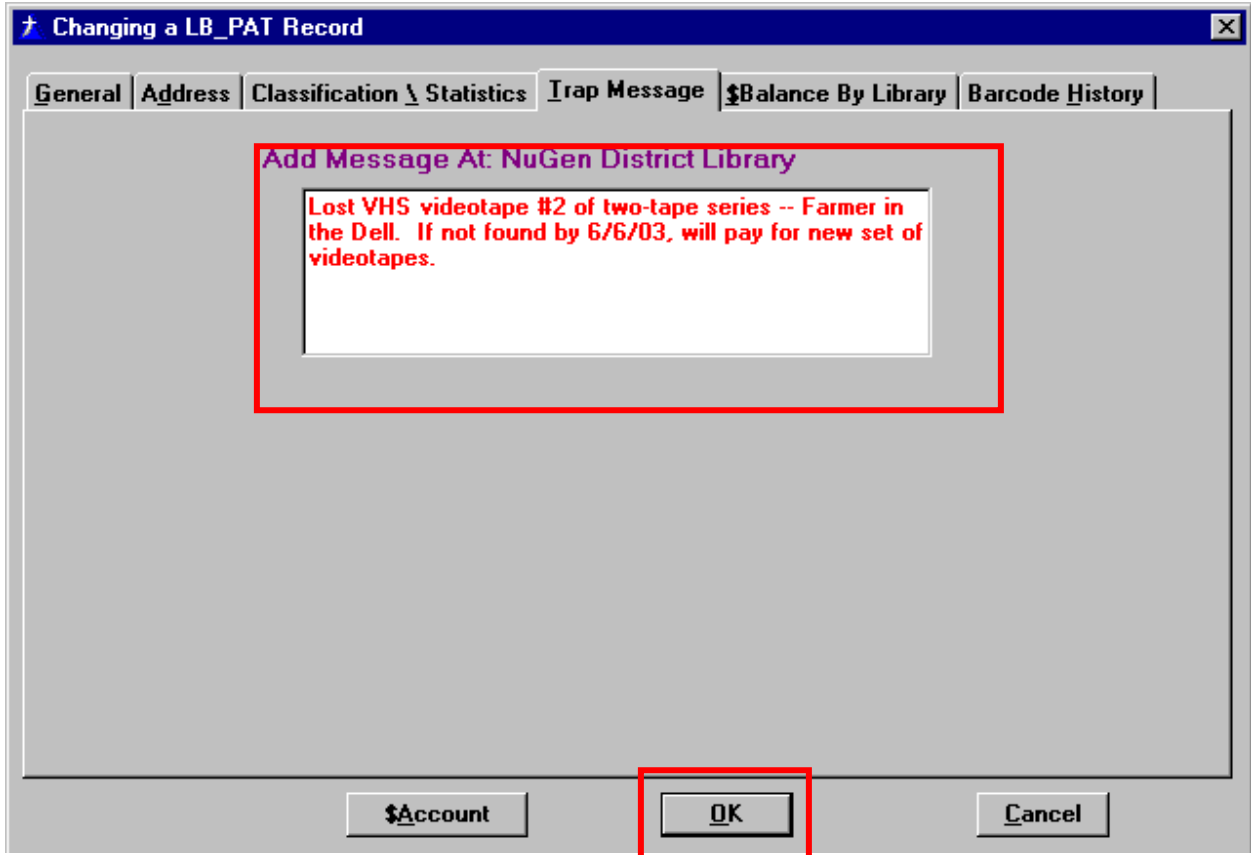 Changing a LB_PAT Record
General Address Classification \ Statistics Trap Message $Balance By Library Barcode History
Add Message At: NuGen District Library
Lost VHS videotape #2 of two-tape series -- Farmer in
the Dell.  If not found by 6/6/03, will pay for new set of
videotapes.
$Account OK Cancel